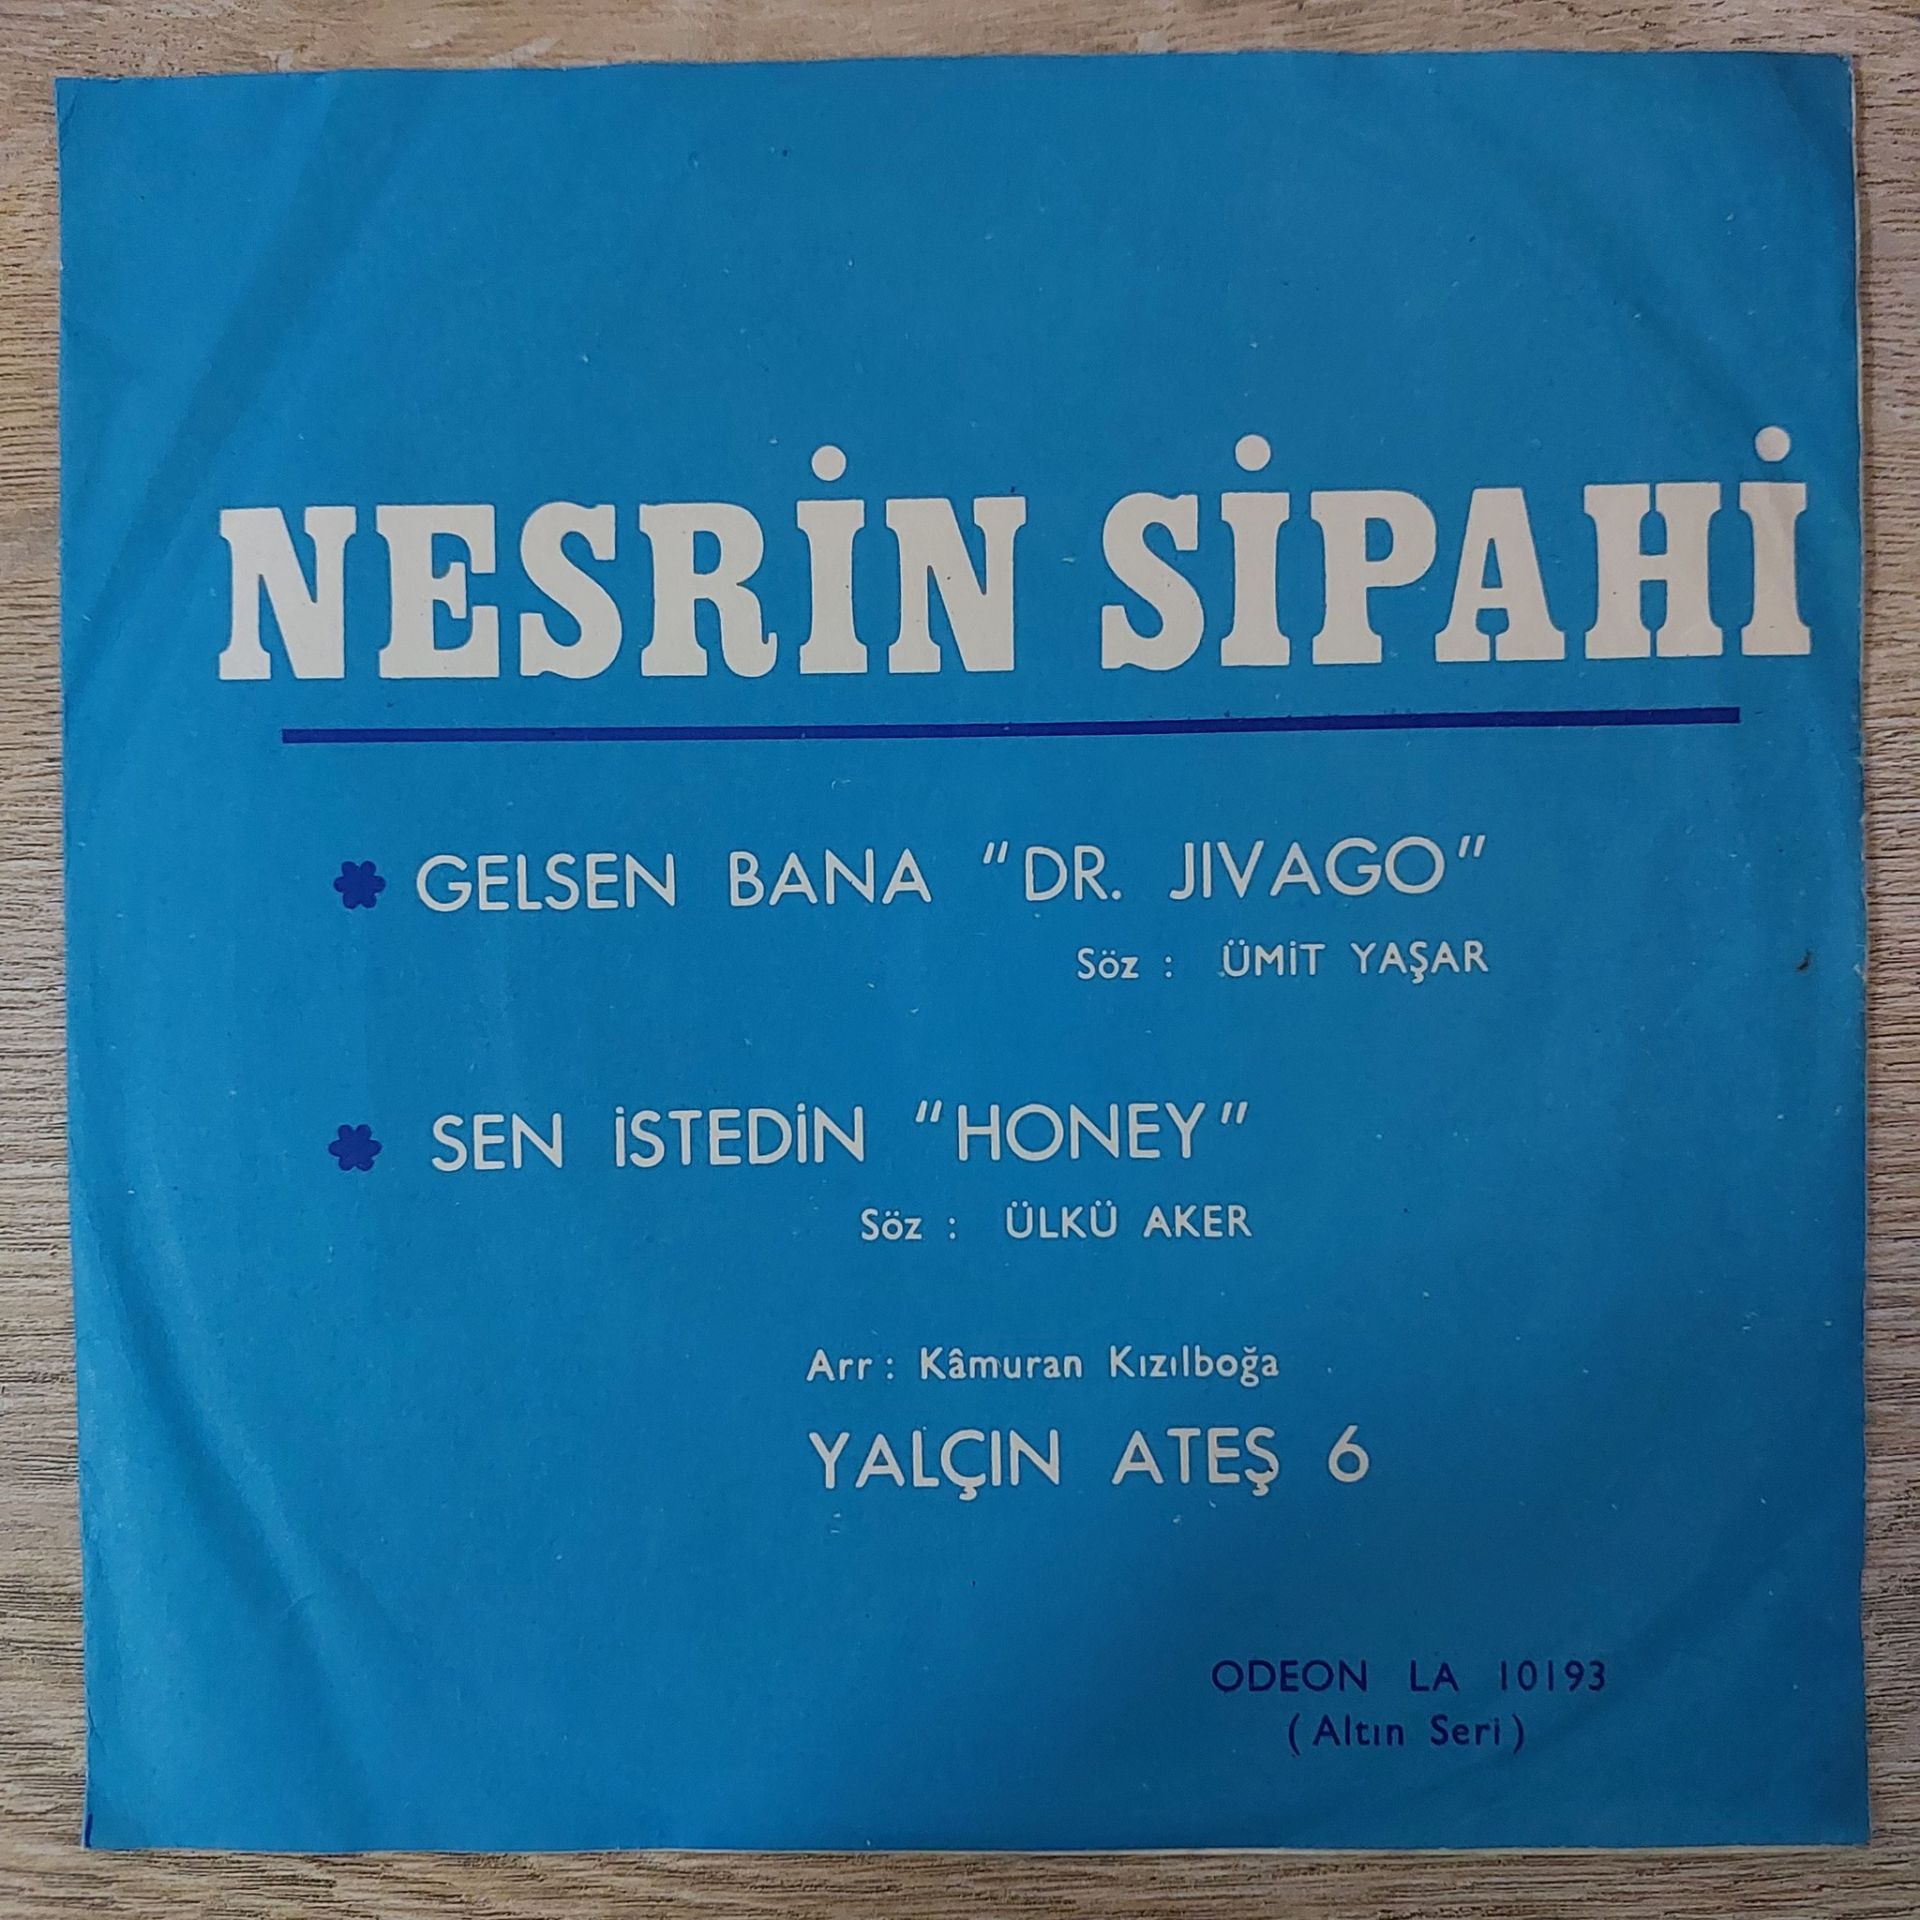 NESRİN SİPAHİ
GELSEN BANA "DR. JIVAGO"
Söz : ÜMİT YAŞAR
SEN İSTEDİN "HONEY"
Söz : ÜLKÜ AKER
Arr : Kâmuran Kızılboğa
YALÇIN ATEŞ 6
ODEON LA 10193
(Altın Seri)